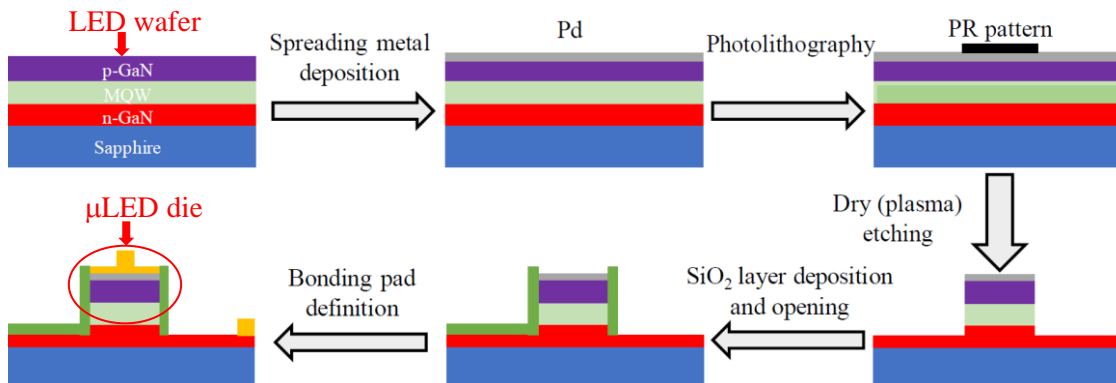 LED wafer
p-GaN
MQW
n-GaN
Sapphire
Spreading metal
deposition
Pd
Photolithography
PR pattern
Dry (plasma)
etching
SiO₂ layer deposition
and opening
Bonding pad
definition
μLED die